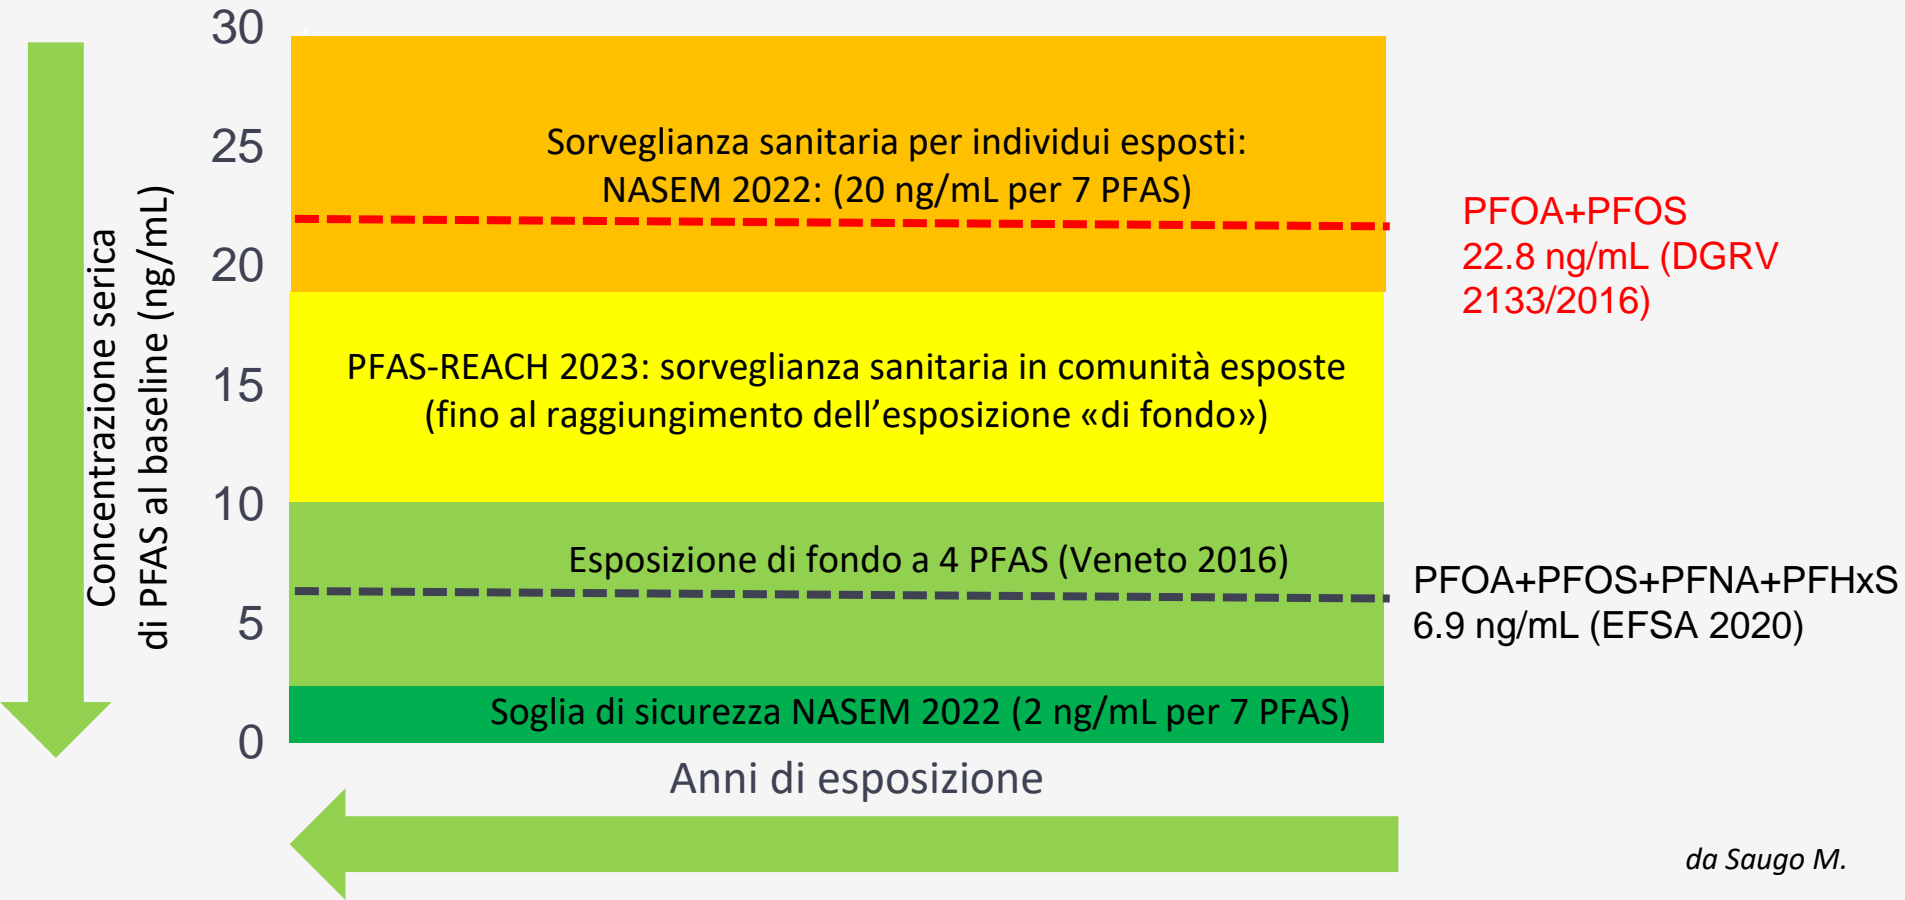 30
25
20
15
10
5
0
Concentrazione serica
di PFAS al baseline (ng/mL)
Sorveglianza sanitaria per individui esposti:
NASEM 2022: (20 ng/mL per 7 PFAS)
PFOA+PFOS
22.8 ng/mL (DGRV
2133/2016)
PFAS-REACH 2023: sorveglianza sanitaria in comunità esposte
(fino al raggiungimento dell’esposizione «di fondo»)
Esposizione di fondo a 4 PFAS (Veneto 2016)
PFOA+PFOS+PFNA+PFHxS
6.9 ng/mL (EFSA 2020)
Soglia di sicurezza NASEM 2022 (2 ng/mL per 7 PFAS)
Anni di esposizione
da Saugo M.